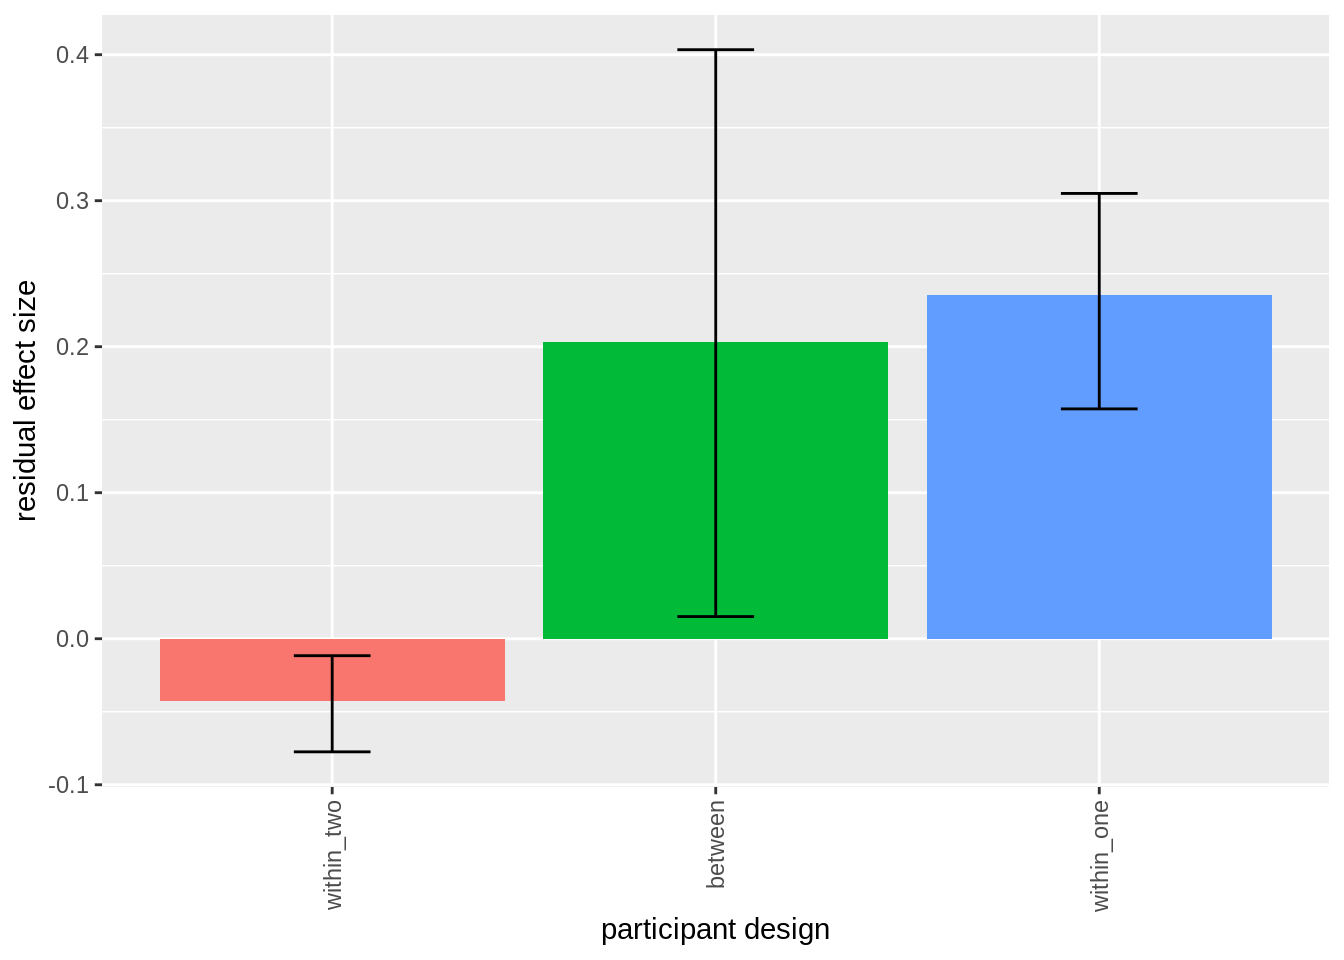 residual effect size
0.4
0.3
0.2
0.1
0.0
-0.1
within_two
between
within_one
participant design